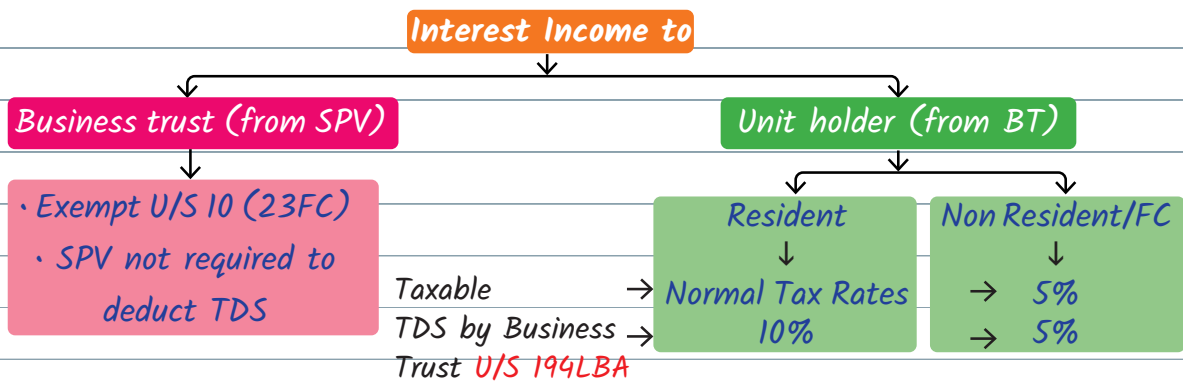 Interest Income to
Business trust (from SPV)
Unit holder (from BT)
· Exempt U/S 10 (23FC)
· SPV not required to
deduct TDS
Resident
Non Resident/FC
Taxable → Normal Tax Rates → 5%
TDS by Business → 10% → 5%
Trust U/S 194LBA